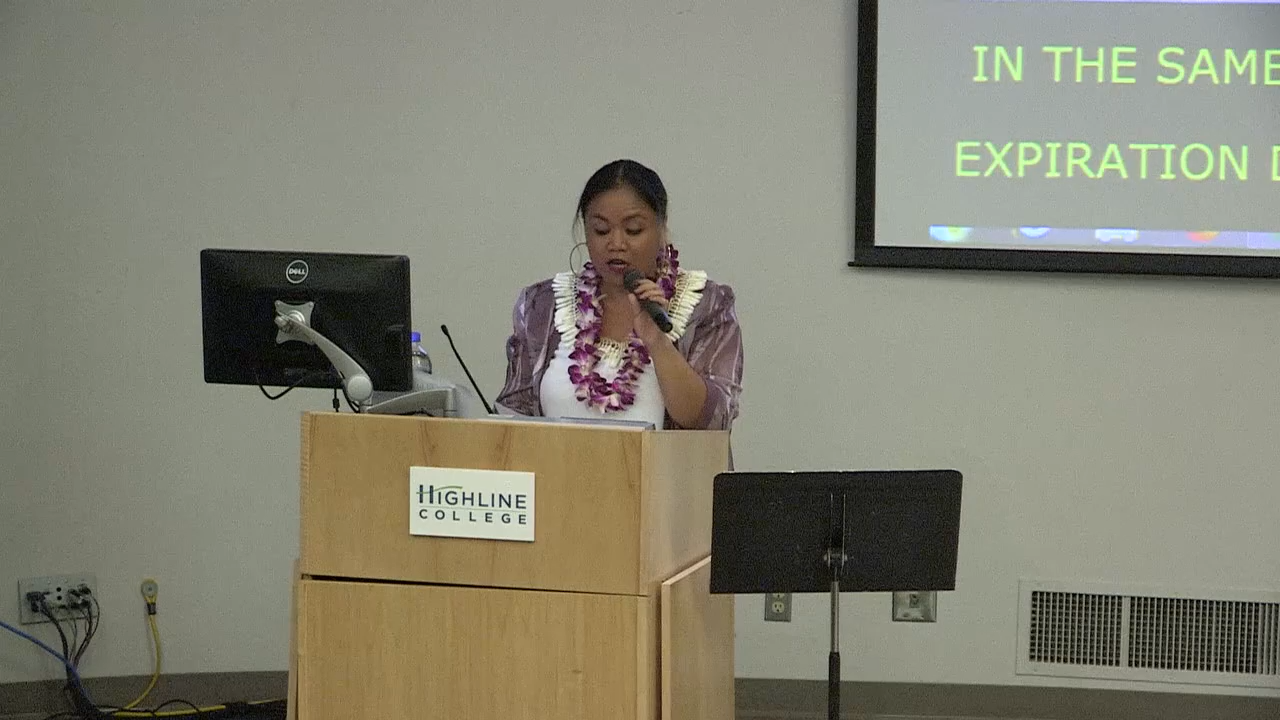 IN THE SAME
EXPIRATION D
DELL
HIGHLINE
COLLEGE